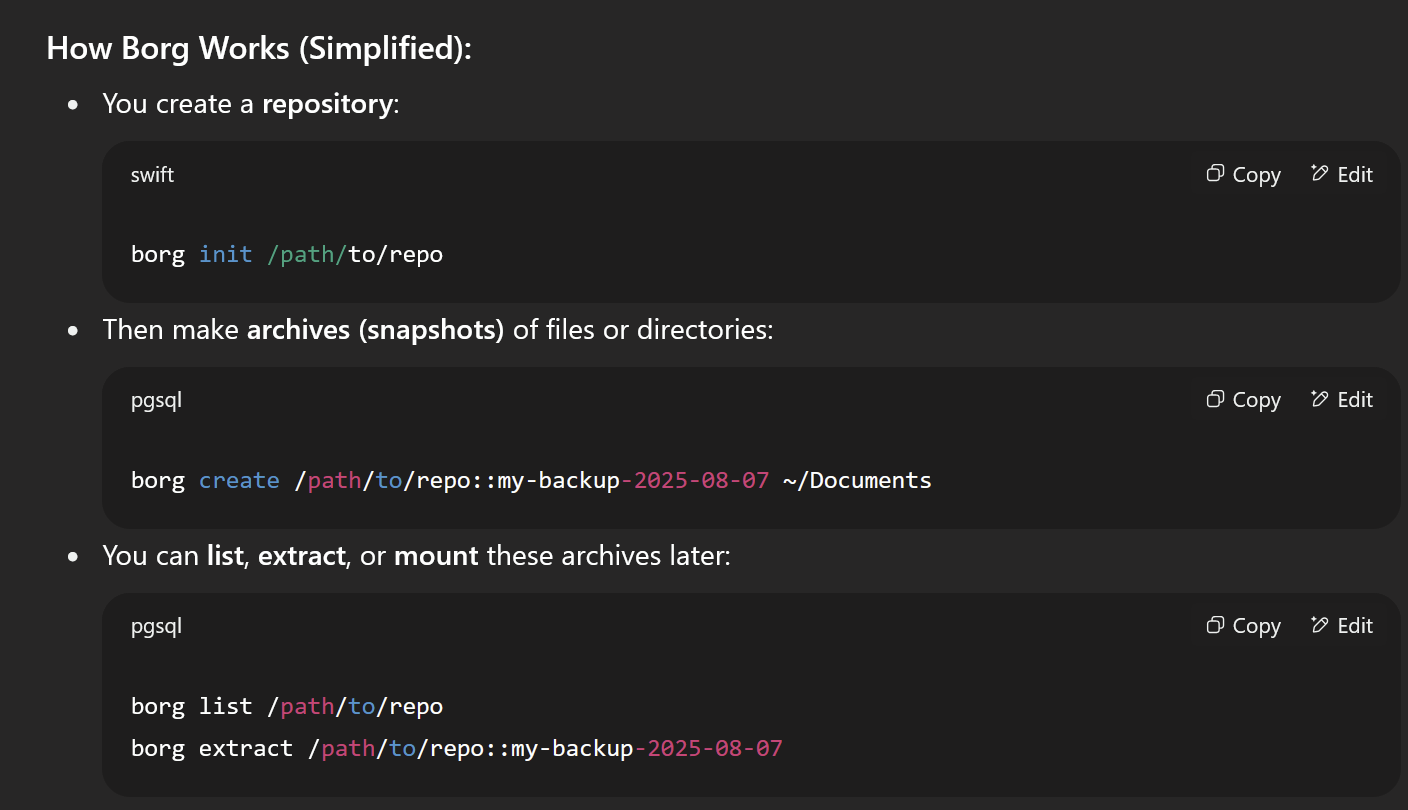 How Borg Works (Simplified):
• You create a repository:
swift
Copy
Edit
borg init /path/to/repo
• Then make archives (snapshots) of files or directories:
pgsql
Copy
Edit
borg create /path/to/repo::my-backup-2025-08-07 ~/Documents
• You can list, extract, or mount these archives later:
pgsql
Copy
Edit
borg list /path/to/repo
borg extract /path/to/repo::my-backup-2025-08-07